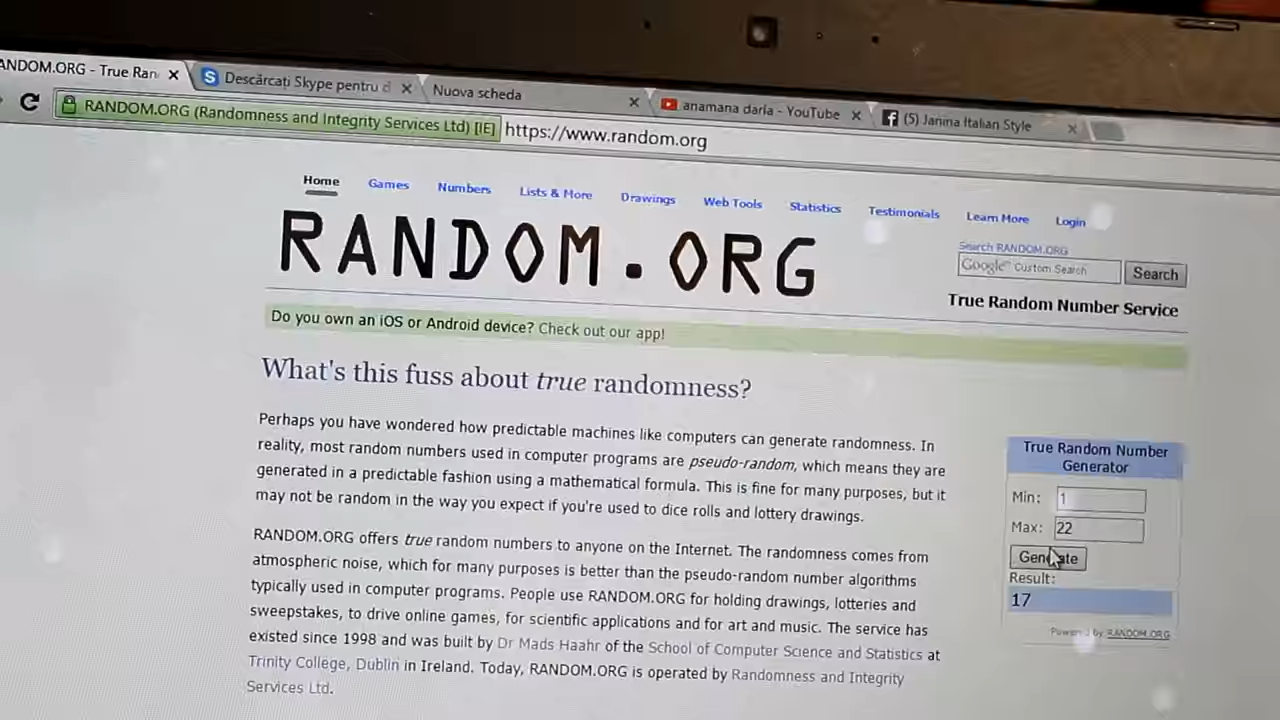 ANDOM.ORG - True Ran
Descărcați Skype pentru d
Nuova scheda
anamana daria - YouTube
(5) Janina Italian Style
RANDOM.ORG (Randomness and Integrity Services Ltd) [IE]
https://www.random.org
Home Games Numbers Lists & More Drawings Web Tools Statistics Testimonials Learn More Login
RANDOM.ORG
Search RANDOM.ORG
Google™ Custom Search
Search
True Random Number Service
Do you own an iOS or Android device? Check out our app!
What's this fuss about true randomness?
Perhaps you have wondered how predictable machines like computers can generate randomness. In
reality, most random numbers used in computer programs are pseudo-random, which means they are
generated in a predictable fashion using a mathematical formula. This is fine for many purposes, but it
may not be random in the way you expect if you're used to dice rolls and lottery drawings.
RANDOM.ORG offers true random numbers to anyone on the Internet. The randomness comes from
atmospheric noise, which for many purposes is better than the pseudo-random number algorithms
typically used in computer programs. People use RANDOM.ORG for holding drawings, lotteries and
sweepstakes, to drive online games, for scientific applications and for art and music. The service has
existed since 1998 and was built by Dr Mads Haahr of the School of Computer Science and Statistics at
Trinity College, Dublin in Ireland. Today, RANDOM.ORG is operated by Randomness and Integrity
Services Ltd.
True Random Number
Generator
Min: 1
Max: 22
Generate
Result:
17
Powered by RANDOM.ORG